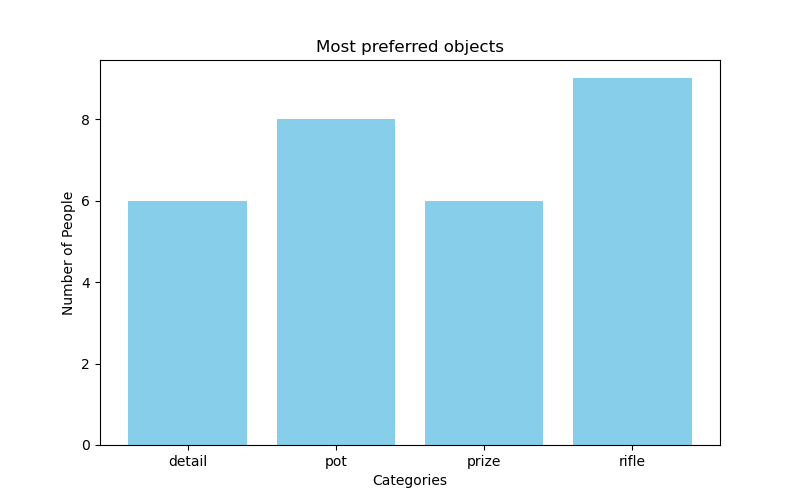 Most preferred objects
Number of People
8
6
4
2
0
detail pot prize rifle
Categories